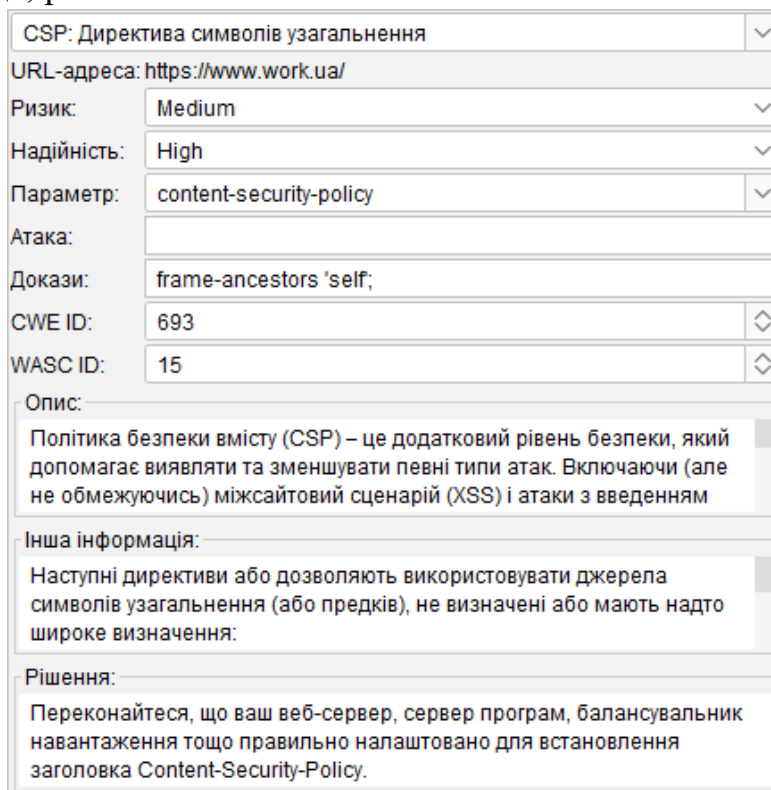 CSP: Директива символів узагальнення
URL-адреса: https://www.work.ua/
Ризик: Medium
Надійність: High
Параметр: content-security-policy
Атака:
Докази: frame-ancestors 'self';
CWE ID: 693
WASC ID: 15
Опис:
Політика безпеки вмісту (CSP) – це додатковий рівень безпеки, який
допомагає виявляти та зменшувати певні типи атак. Включаючи (але
не обмежуючись) міжсайтовий сценарій (XSS) і атаки з введенням
Інша інформація:
Наступні директиви або дозволяють використовувати джерела
символів узагальнення (або предків), не визначені або мають надто
широке визначення:
Рішення:
Переконайтеся, що ваш веб-сервер, сервер програм, балансувальник
навантаження тощо правильно налаштовано для встановлення
заголовка Content-Security-Policy.